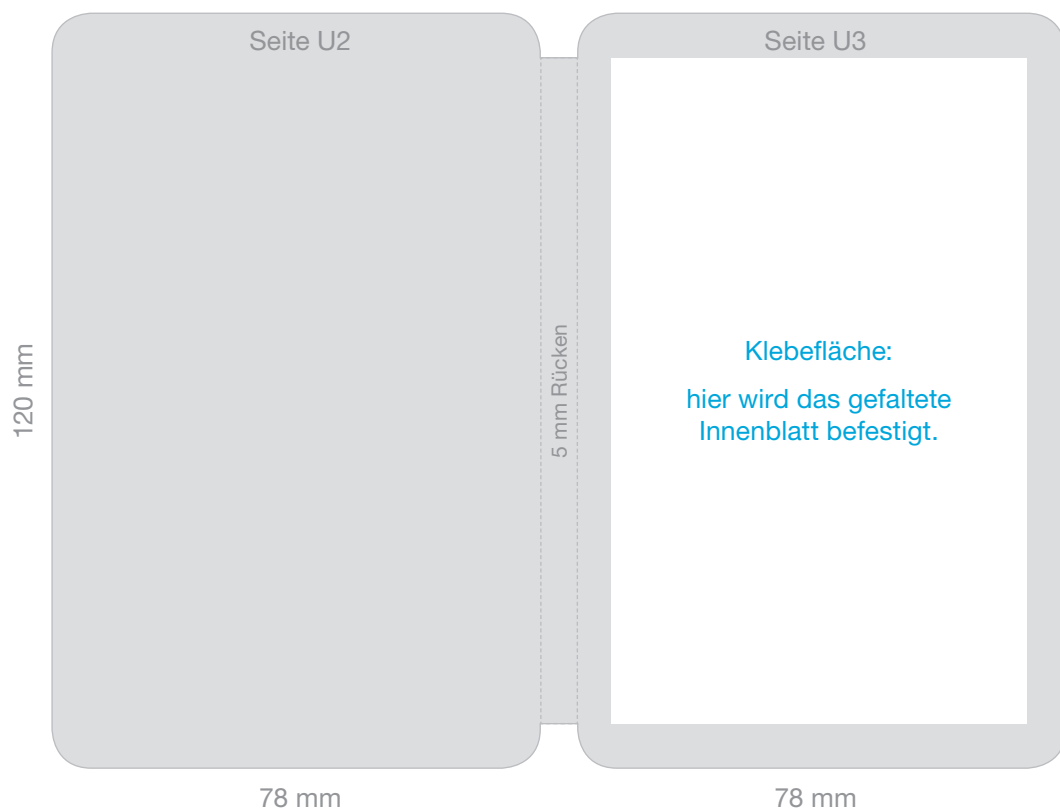 Seite U2
Seite U3
120 mm
5 mm Rücken
Klebefläche:
hier wird das gefaltete
Innenblatt befestigt.
78 mm
78 mm